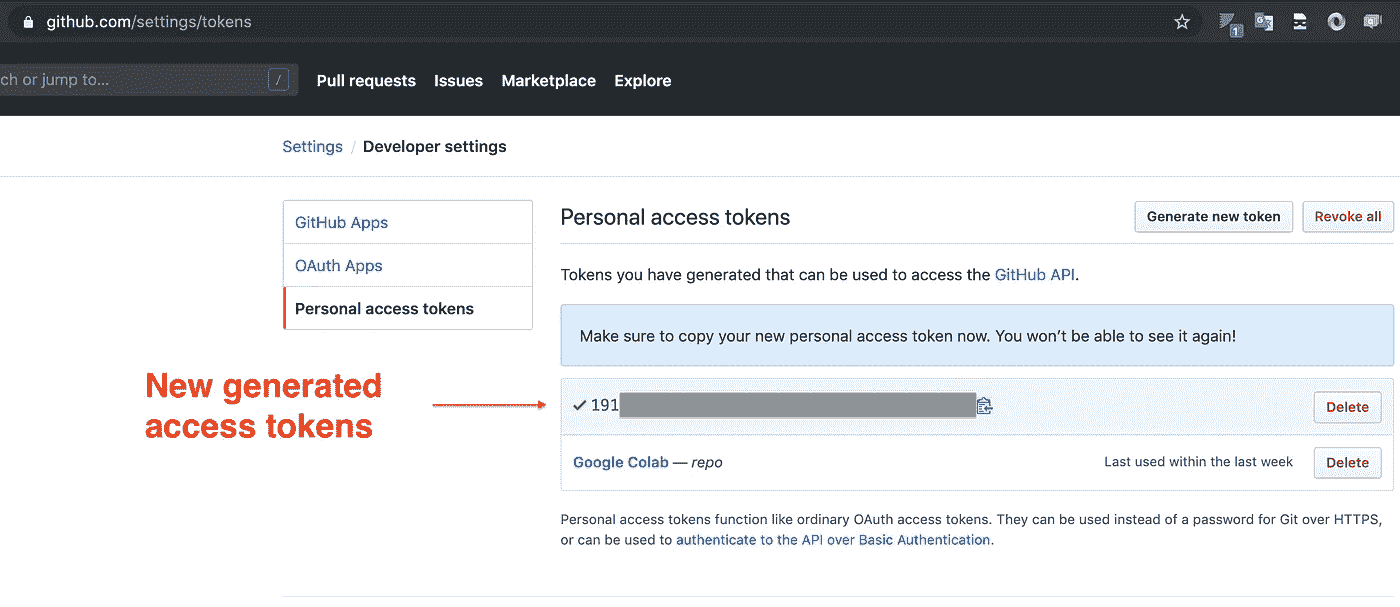 github.com/settings/tokens
1
ch or jump to...
/
Pull requests Issues Marketplace Explore
Settings / Developer settings
GitHub Apps
OAuth Apps
Personal access tokens
Personal access tokens
Generate new token
Revoke all
Tokens you have generated that can be used to access the GitHub API.
Make sure to copy your new personal access token now. You won't be able to see it again!
New generated
access tokens
✓ 191
Delete
Google Colab — repo
Last used within the last week
Delete
Personal access tokens function like ordinary OAuth access tokens. They can be used instead of a password for Git over HTTPS,
or can be used to authenticate to the API over Basic Authentication.